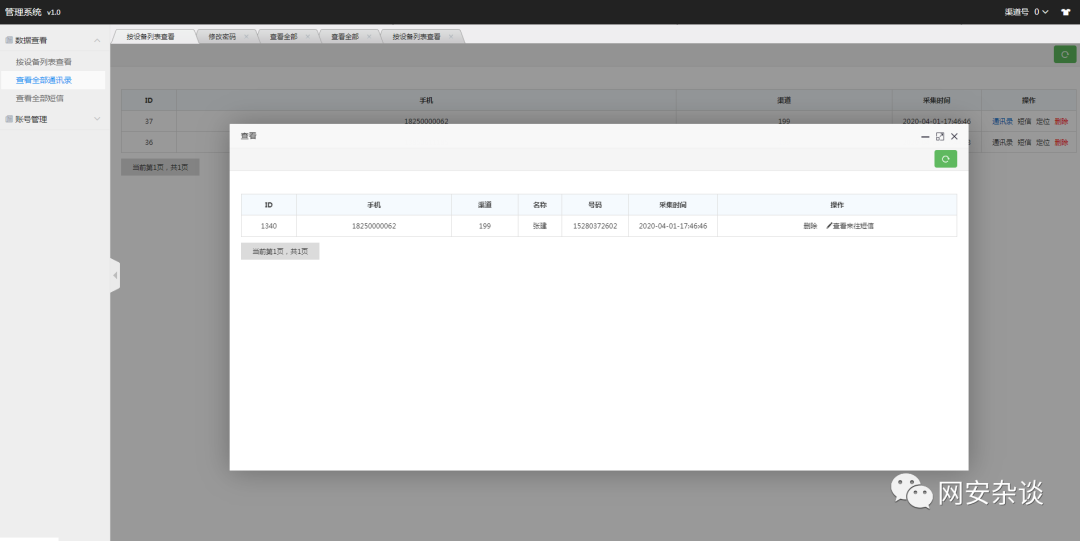 管理系统 v1.0
渠道号 0
数据查看
按设备列表查看
查看全部通讯录
查看全部短信
账号管理
按设备列表查看 修改密码 查看全部 查看全部 按设备列表查看
ID 手机 渠道 采集时间 操作
37 18250000062 199 2020-04-01-17:46:46 通讯录 短信 定位 删除
36 通讯录 短信 定位 删除
当前第1页,共1页
查看
ID 手机 渠道 名称 号码 采集时间 操作
1340 18250000062 199 张建 15280372602 2020-04-01-17:46:46 删除 查看来往短信
当前第1页,共1页
网安杂谈